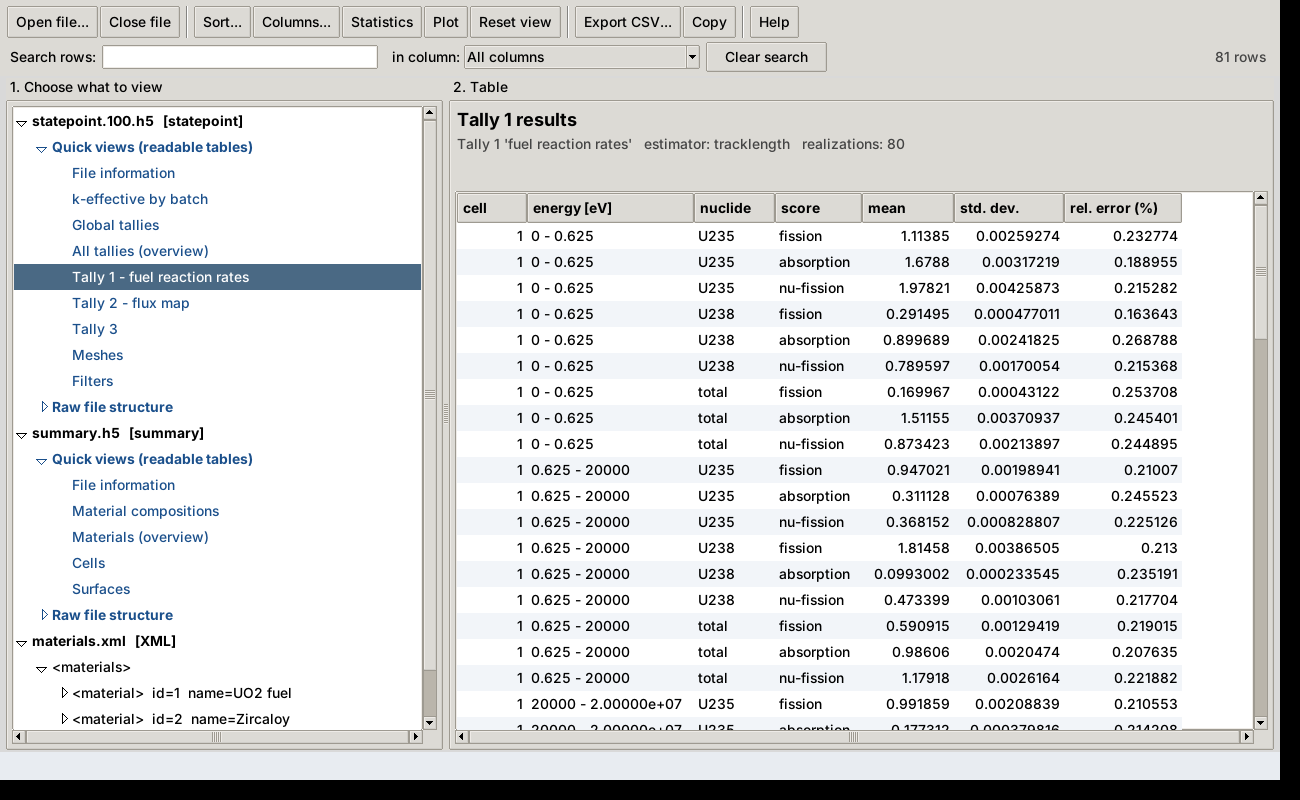 Open file... Close file Sort... Columns... Statistics Plot Reset view Export CSV... Copy Help
Search rows: in column: All columns Clear search 81 rows
1. Choose what to view
statepoint.100.h5 [statepoint]
Quick views (readable tables)
File information
k-effective by batch
Global tallies
All tallies (overview)
Tally 1 - fuel reaction rates
Tally 2 - flux map
Tally 3
Meshes
Filters
Raw file structure
summary.h5 [summary]
Quick views (readable tables)
File information
Material compositions
Materials (overview)
Cells
Surfaces
Raw file structure
materials.xml [XML]
<materials>
<material> id=1 name=UO2 fuel
<material> id=2 name=Zircaloy
2. Table
Tally 1 results
Tally 1 'fuel reaction rates' estimator: tracklength realizations: 80
cell energy [eV] nuclide score mean std. dev. rel. error (%)
1 0 - 0.625 U235 fission 1.11385 0.00259274 0.232774
1 0 - 0.625 U235 absorption 1.6788 0.00317219 0.188955
1 0 - 0.625 U235 nu-fission 1.97821 0.00425873 0.215282
1 0 - 0.625 U238 fission 0.291495 0.000477011 0.163643
1 0 - 0.625 U238 absorption 0.899689 0.00241825 0.268788
1 0 - 0.625 U238 nu-fission 0.789597 0.00170054 0.215368
1 0 - 0.625 total fission 0.169967 0.00043122 0.253708
1 0 - 0.625 total absorption 1.51155 0.00370937 0.245401
1 0 - 0.625 total nu-fission 0.873423 0.00213897 0.244895
1 0.625 - 20000 U235 fission 0.947021 0.00198941 0.21007
1 0.625 - 20000 U235 absorption 0.311128 0.00076389 0.245523
1 0.625 - 20000 U235 nu-fission 0.368152 0.000828807 0.225126
1 0.625 - 20000 U238 fission 1.81458 0.00386505 0.213
1 0.625 - 20000 U238 absorption 0.0993002 0.000233545 0.235191
1 0.625 - 20000 U238 nu-fission 0.473399 0.00103061 0.217704
1 0.625 - 20000 total fission 0.590915 0.00129419 0.219015
1 0.625 - 20000 total absorption 0.98606 0.0020474 0.207635
1 0.625 - 20000 total nu-fission 1.17918 0.0026164 0.221882
1 20000 - 2.00000e+07 U235 fission 0.991859 0.00208839 0.210553
1 20000 - 2.00000e+07 U235 absorption 0.177312 0.000379816 0.214208